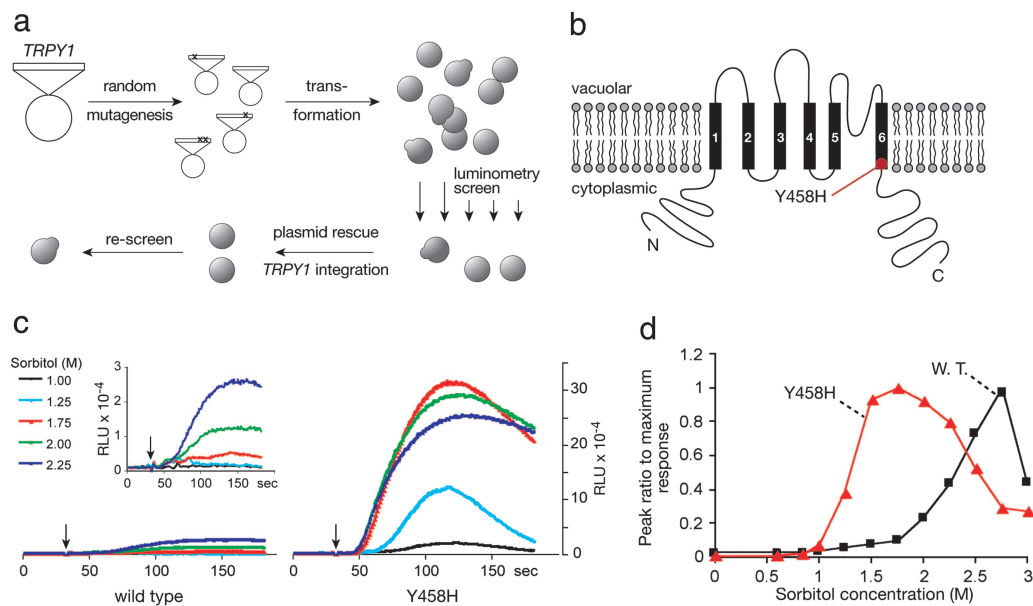 a
TRPY1
random
mutagenesis
trans-
formation
luminometry
screen
plasmid rescue
TRPY1 integration
re-screen
x
x
xx
b
vacuolar
1 2 3 4 5 6
cytoplasmic
Y458H
N
C
c
Sorbitol (M)
1.00
1.25
1.75
2.00
2.25
RLU x 10⁻⁴
3
2
1
0
0 50 100 150 sec
0 50 100 150
wild type
0 50 100 150 sec
Y458H
30
20
10
0
RLU x 10⁻⁴
d
Peak ratio to maximum
response
1.2
1
0.8
0.6
0.4
0.2
0
Y458H
W. T.
0 0.5 1 1.5 2 2.5 3
Sorbitol concentration (M)